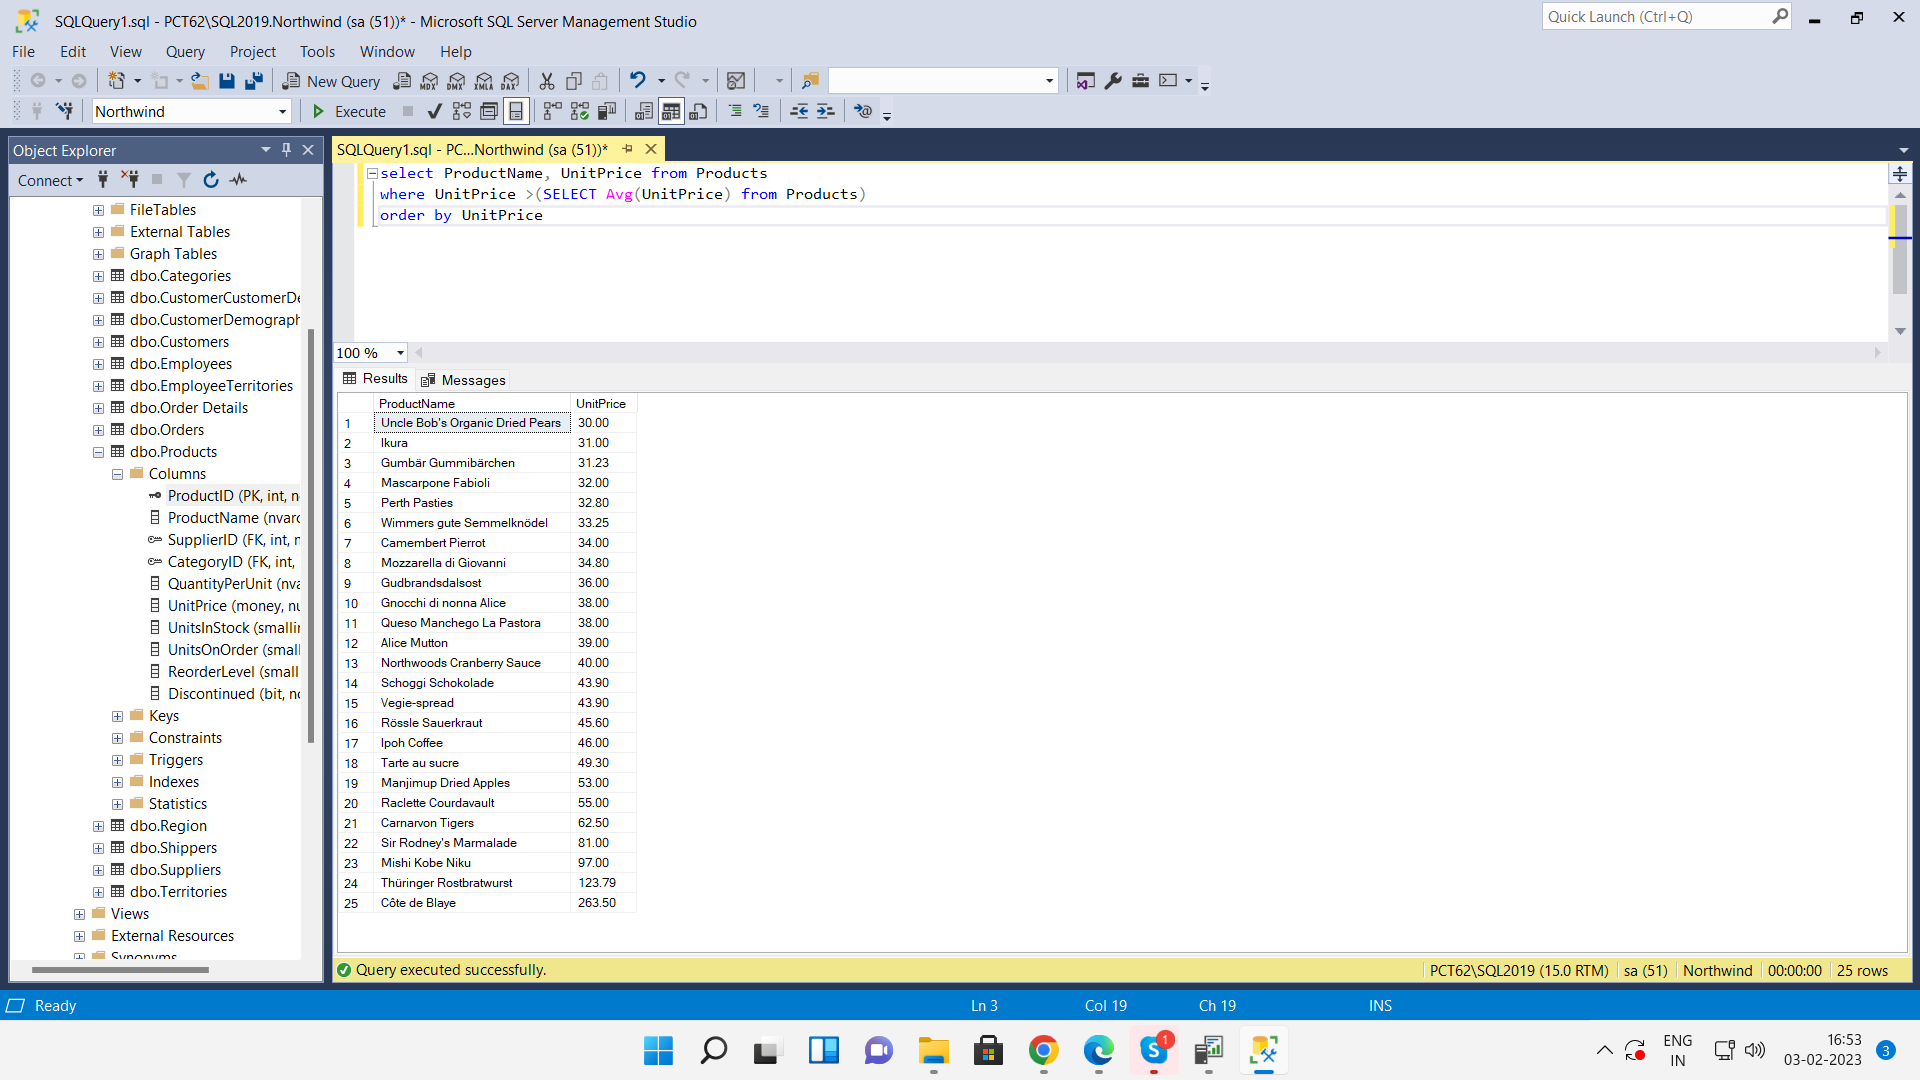 SQLQuery1.sql - PCT62\SQL2019.Northwind (sa (51))* - Microsoft SQL Server Management Studio
Quick Launch (Ctrl+Q)
File Edit View Query Project Tools Window Help
New Query MDX DMX XMLA DAX
Northwind Execute
Object Explorer
Connect
FileTables
External Tables
Graph Tables
dbo.Categories
dbo.CustomerCustomerDe
dbo.CustomerDemograph
dbo.Customers
dbo.Employees
dbo.EmployeeTerritories
dbo.Order Details
dbo.Orders
dbo.Products
Columns
ProductID (PK, int, n
ProductName (nvarc
SupplierID (FK, int, n
CategoryID (FK, int,
QuantityPerUnit (nva
UnitPrice (money, nu
UnitsInStock (smallin
UnitsOnOrder (small
ReorderLevel (small
Discontinued (bit, no
Keys
Constraints
Triggers
Indexes
Statistics
dbo.Region
dbo.Shippers
dbo.Suppliers
dbo.Territories
Views
External Resources
Synonyms
SQLQuery1.sql - PC...Northwind (sa (51))*
select ProductName, UnitPrice from Products
where UnitPrice >(SELECT Avg(UnitPrice) from Products)
order by UnitPrice
100 %
Results Messages
ProductName UnitPrice
1 Uncle Bob's Organic Dried Pears 30.00
2 Ikura 31.00
3 Gumbär Gummibärchen 31.23
4 Mascarpone Fabioli 32.00
5 Perth Pasties 32.80
6 Wimmers gute Semmelknödel 33.25
7 Camembert Pierrot 34.00
8 Mozzarella di Giovanni 34.80
9 Gudbrandsdalsost 36.00
10 Gnocchi di nonna Alice 38.00
11 Queso Manchego La Pastora 38.00
12 Alice Mutton 39.00
13 Northwoods Cranberry Sauce 40.00
14 Schoggi Schokolade 43.90
15 Vegie-spread 43.90
16 Rössle Sauerkraut 45.60
17 Ipoh Coffee 46.00
18 Tarte au sucre 49.30
19 Manjimup Dried Apples 53.00
20 Raclette Courdavault 55.00
21 Carnarvon Tigers 62.50
22 Sir Rodney's Marmalade 81.00
23 Mishi Kobe Niku 97.00
24 Thüringer Rostbratwurst 123.79
25 Côte de Blaye 263.50
Query executed successfully. PCT62\SQL2019 (15.0 RTM) sa (51) Northwind 00:00:00 25 rows
Ready Ln 3 Col 19 Ch 19 INS
1
ENG
IN
16:53
03-02-2023
3